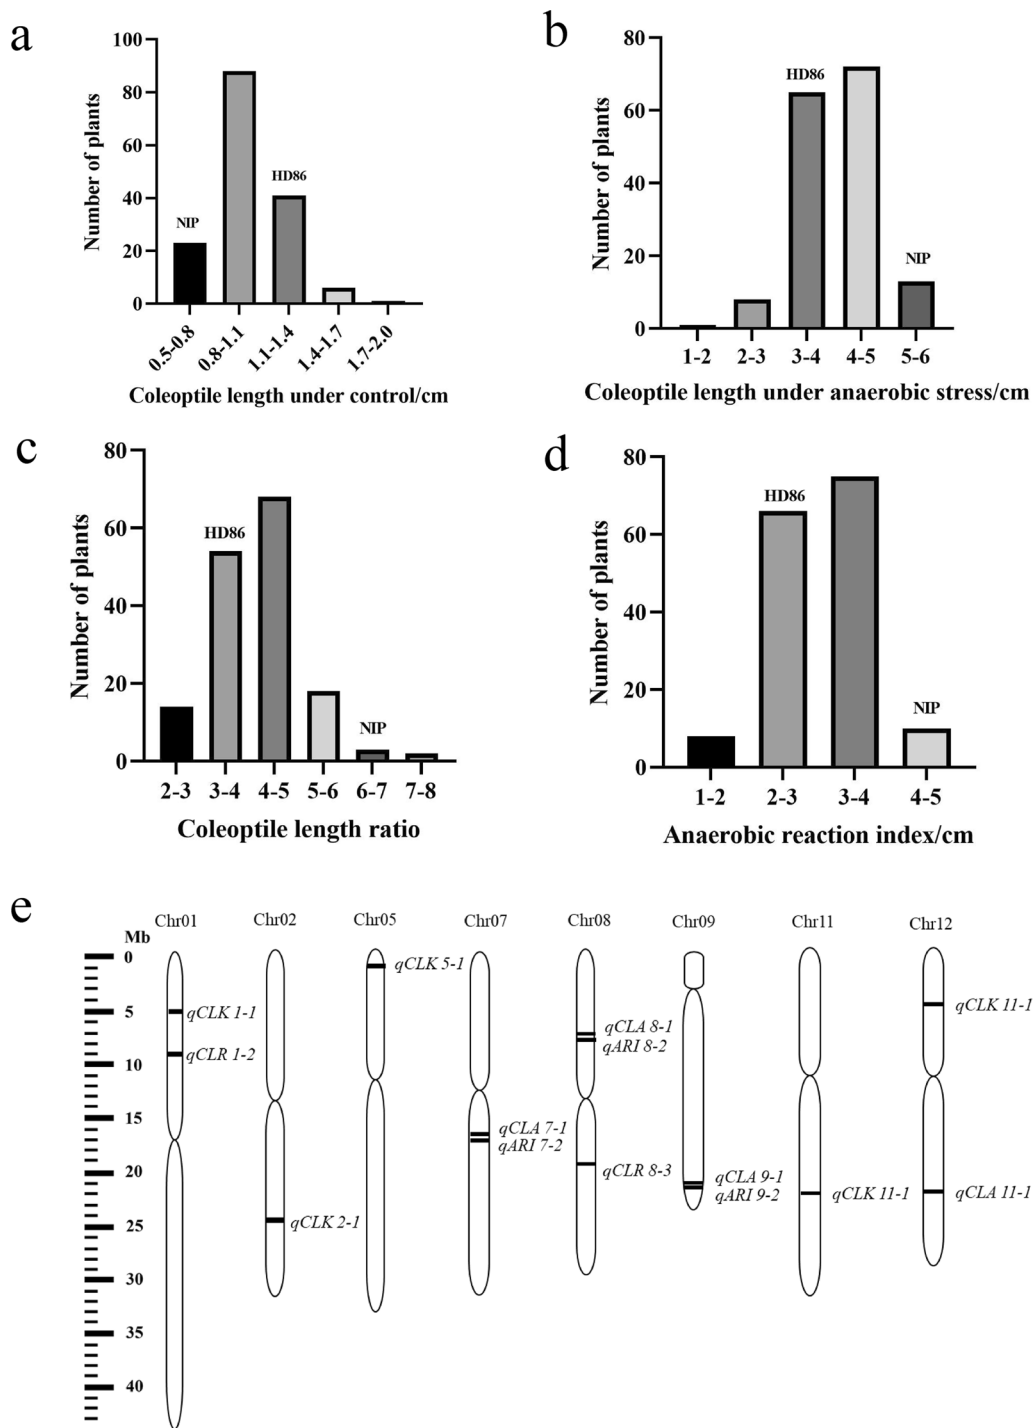 a
100
80
60
40
20
0
Number of plants
NIP
HD86
0.5-0.8
0.8-1.1
1.1-1.4
1.4-1.7
1.7-2.0
Coleoptile length under control/cm
b
80
60
40
20
0
Number of plants
HD86
NIP
1-2 2-3 3-4 4-5 5-6
Coleoptile length under anaerobic stress/cm
c
80
60
40
20
0
Number of plants
HD86
NIP
2-3 3-4 4-5 5-6 6-7 7-8
Coleoptile length ratio
d
80
60
40
20
0
Number of plants
HD86
NIP
1-2 2-3 3-4 4-5
Anaerobic reaction index/cm
e
Chr01 Chr02 Chr05 Chr07 Chr08 Chr09 Chr11 Chr12
Mb
0
5
10
15
20
25
30
35
40
qCLK 1-1
qCLR 1-2
qCLK 2-1
qCLK 5-1
qCLA 7-1
qARI 7-2
qCLA 8-1
qARI 8-2
qCLR 8-3
qCLA 9-1
qARI 9-2
qCLK 11-1
qCLK 11-1
qCLA 11-1